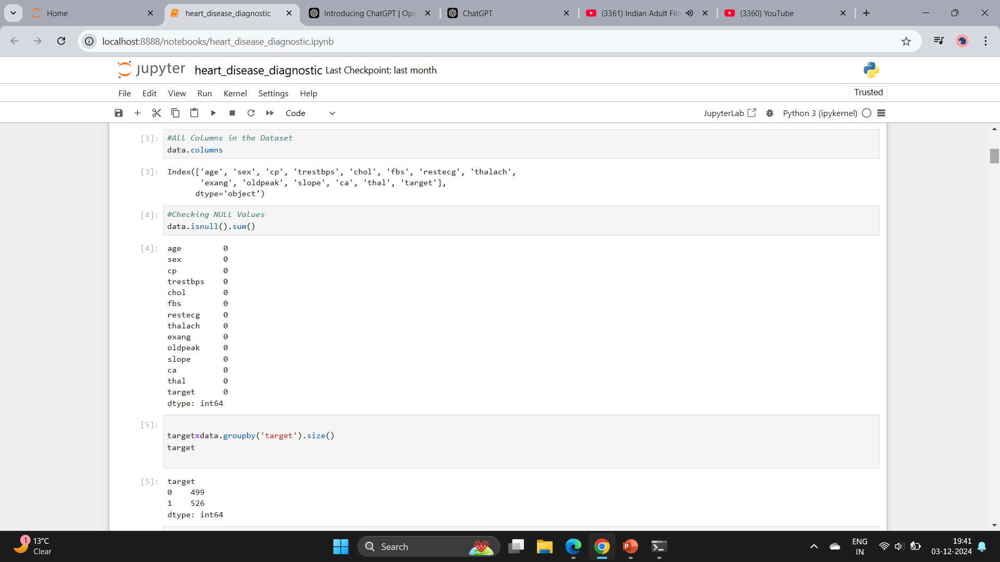 Home
heart_disease_diagnostic
Introducing ChatGPT | Ope
ChatGPT
(3361) Indian Adult Film
(3360) YouTube
localhost:8888/notebooks/heart_disease_diagnostic.ipynb
jupyter heart_disease_diagnostic Last Checkpoint: last month
File Edit View Run Kernel Settings Help
Trusted
Code
JupyterLab
Python 3 (ipykernel)
[3]: #All Columns in the Dataset
data.columns
[3]: Index(['age', 'sex', 'cp', 'trestbps', 'chol', 'fbs', 'restecg', 'thalach',
'exang', 'oldpeak', 'slope', 'ca', 'thal', 'target'],
dtype='object')
[4]: #Checking NULL Values
data.isnull().sum()
[4]: age 0
sex 0
cp 0
trestbps 0
chol 0
fbs 0
restecg 0
thalach 0
exang 0
oldpeak 0
slope 0
ca 0
thal 0
target 0
dtype: int64
[5]:
target=data.groupby('target').size()
target
[5]: target
0 499
1 526
dtype: int64
1
13°C
Clear
Search
P
ENG
IN
19:41
03-12-2024